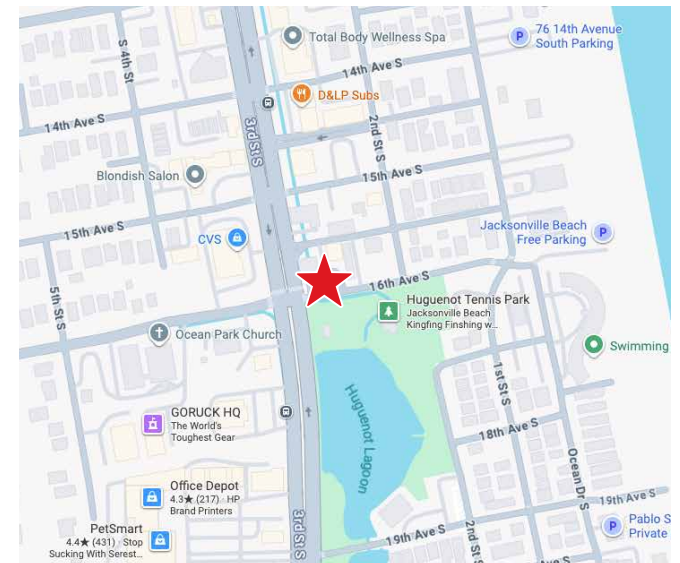 Total Body Wellness Spa
76 14th Avenue
South Parking
S 4th St
14th Ave S
D&LP Subs
14th Ave S
3rd St S
2nd St S
Blondish Salon
15th Ave S
15th Ave S
CVS
Jacksonville Beach
Free Parking
16th Ave S
5th St S
Huguenot Tennis Park
Jacksonville Beach
Kingfing Finshing w...
Ocean Park Church
Swimming
1st St S
Huguenot Lagoon
GORUCK HQ
The World's
Toughest Gear
18th Ave S
Ocean Dr S
Office Depot
4.3★ (217) · HP
Brand Printers
19th Ave S
Pablo S
Private
PetSmart
4.4★ (431) · Stop
Sucking With Serest...
3rd St S
19th Ave S
2nd St S
Ave S
P
P
P